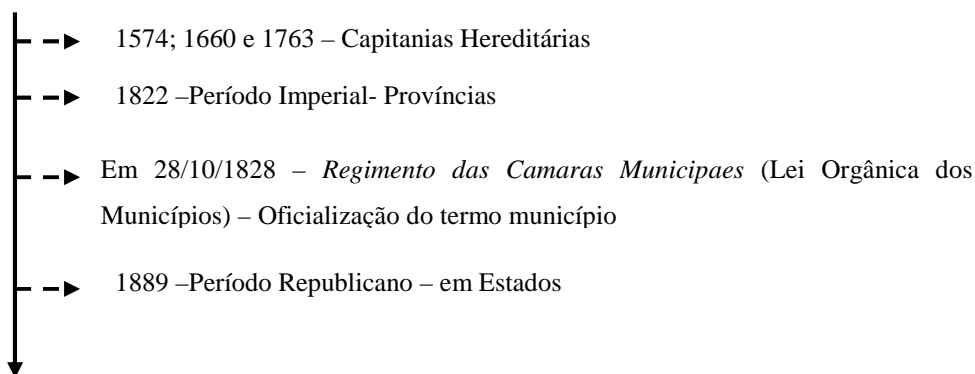 1574; 1660 e 1763 – Capitanias Hereditárias
1822 –Período Imperial- Províncias
Em 28/10/1828 – Regimento das Camaras Municipaes (Lei Orgânica dos
Municípios) – Oficialização do termo município
1889 –Período Republicano – em Estados